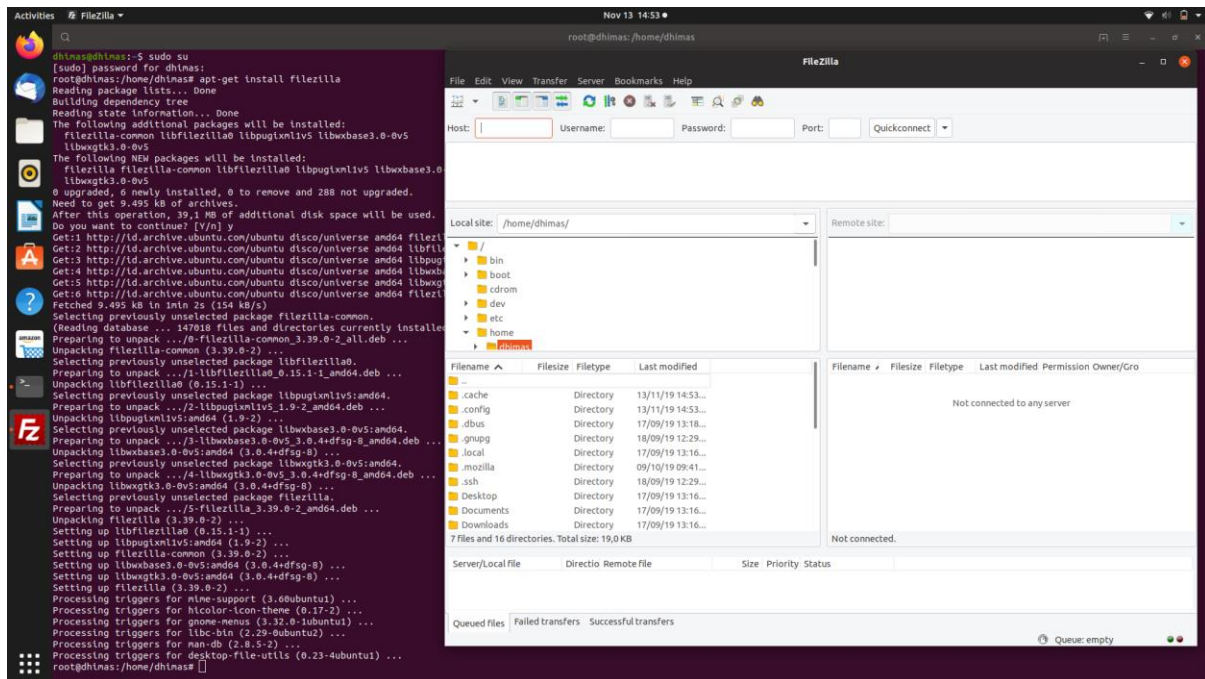 Activities FileZilla Nov 13 14:53
root@dhimas: /home/dhimas
dhimas@dhimas:~$ sudo su
[sudo] password for dhimas:
root@dhimas:/home/dhimas# apt-get install filezilla
Reading package lists... Done
Building dependency tree
Reading state information... Done
The following additional packages will be installed:
filezilla-common libfilezilla0 libpugixml1v5 libwxbase3.0-0v5
libwxgtk3.0-0v5
The following NEW packages will be installed:
filezilla filezilla-common libfilezilla0 libpugixml1v5 libwxbase3.0-
libwxgtk3.0-0v5
0 upgraded, 6 newly installed, 0 to remove and 288 not upgraded.
Need to get 9.495 kB of archives.
After this operation, 39,1 MB of additional disk space will be used.
Do you want to continue? [Y/n] y
Get:1 http://id.archive.ubuntu.com/ubuntu disco/universe amd64 filezi
Get:2 http://id.archive.ubuntu.com/ubuntu disco/universe amd64 libfile
Get:3 http://id.archive.ubuntu.com/ubuntu disco/universe amd64 libpug
Get:4 http://id.archive.ubuntu.com/ubuntu disco/universe amd64 libwxb
Get:5 http://id.archive.ubuntu.com/ubuntu disco/universe amd64 libwxg
Get:6 http://id.archive.ubuntu.com/ubuntu disco/universe amd64 filezi
Fetched 9.495 kB in 1min 2s (154 kB/s)
Selecting previously unselected package filezilla-common.
(Reading database ... 147018 files and directories currently installe
Preparing to unpack .../0-filezilla-common_3.39.0-2_all.deb ...
Unpacking filezilla-common (3.39.0-2) ...
Selecting previously unselected package libfilezilla0.
Preparing to unpack .../1-libfilezilla0_0.15.1-1_amd64.deb ...
Unpacking libfilezilla0 (0.15.1-1) ...
Selecting previously unselected package libpugixml1v5:amd64.
Preparing to unpack .../2-libpugixml1v5_1.9-2_amd64.deb ...
Unpacking libpugixml1v5:amd64 (1.9-2) ...
Selecting previously unselected package libwxbase3.0-0v5:amd64.
Preparing to unpack .../3-libwxbase3.0-0v5_3.0.4+dfsg-8_amd64.deb ...
Unpacking libwxbase3.0-0v5:amd64 (3.0.4+dfsg-8) ...
Selecting previously unselected package libwxgtk3.0-0v5:amd64.
Preparing to unpack .../4-libwxgtk3.0-0v5_3.0.4+dfsg-8_amd64.deb ...
Unpacking libwxgtk3.0-0v5:amd64 (3.0.4+dfsg-8) ...
Selecting previously unselected package filezilla.
Preparing to unpack .../5-filezilla_3.39.0-2_amd64.deb ...
Unpacking filezilla (3.39.0-2) ...
Setting up libfilezilla0 (0.15.1-1) ...
Setting up libpugixml1v5:amd64 (1.9-2) ...
Setting up filezilla-common (3.39.0-2) ...
Setting up libwxbase3.0-0v5:amd64 (3.0.4+dfsg-8) ...
Setting up libwxgtk3.0-0v5:amd64 (3.0.4+dfsg-8) ...
Setting up filezilla (3.39.0-2) ...
Processing triggers for mime-support (3.60ubuntu1) ...
Processing triggers for hicolor-icon-theme (0.17-2) ...
Processing triggers for gnome-menus (3.32.0-1ubuntu1) ...
Processing triggers for libc-bin (2.29-0ubuntu2) ...
Processing triggers for man-db (2.8.5-2) ...
Processing triggers for desktop-file-utils (0.23-4ubuntu1) ...
root@dhimas:/home/dhimas#
amazon
Fz
FileZilla
File Edit View Transfer Server Bookmarks Help
Host: Username: Password: Port: Quickconnect
Local site: /home/dhimas/ Remote site:
/
bin
boot
cdrom
dev
etc
home
dhimas
Filename Filesize Filetype Last modified
..
.cache Directory 13/11/19 14:53...
.config Directory 13/11/19 14:53...
.dbus Directory 17/09/19 13:18...
.gnupg Directory 18/09/19 12:29...
.local Directory 17/09/19 13:16...
.mozilla Directory 09/10/19 09:41...
.ssh Directory 18/09/19 12:29...
Desktop Directory 17/09/19 13:16...
Documents Directory 17/09/19 13:16...
Downloads Directory 17/09/19 13:16...
7 files and 16 directories. Total size: 19,0 KB
Filename Filesize Filetype Last modified Permission Owner/Gro
Not connected to any server
Not connected.
Server/Local file Directio Remote file Size Priority Status
Queued files Failed transfers Successful transfers
Queue: empty